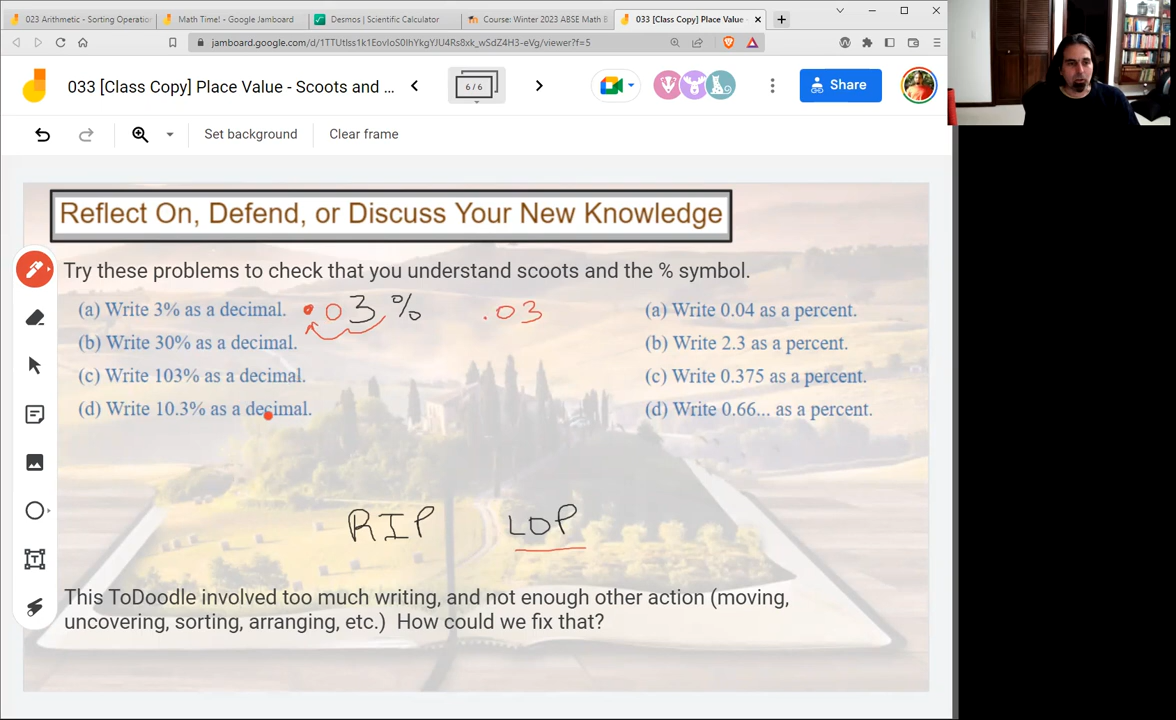 023 Arithmetic - Sorting Operatio
Math Time! - Google Jamboard
Desmos | Scientific Calculator
Course: Winter 2023 ABSE Math B
033 [Class Copy] Place Value -
jamboard.google.com/d/1TTUtIss1k1EovIoS0IhYkgYJU4Rs8xk_wSdZ4H3-eVg/viewer?f=5
033 [Class Copy] Place Value - Scoots and ...
6 / 6
Share
Set background
Clear frame
Reflect On, Defend, or Discuss Your New Knowledge
Try these problems to check that you understand scoots and the % symbol.
(a) Write 3% as a decimal. .03% .03 (a) Write 0.04 as a percent.
(b) Write 30% as a decimal. (b) Write 2.3 as a percent.
(c) Write 103% as a decimal. (c) Write 0.375 as a percent.
(d) Write 10.3% as a decimal. (d) Write 0.66... as a percent.
RIP LOP
This ToDoodle involved too much writing, and not enough other action (moving,
uncovering, sorting, arranging, etc.) How could we fix that?